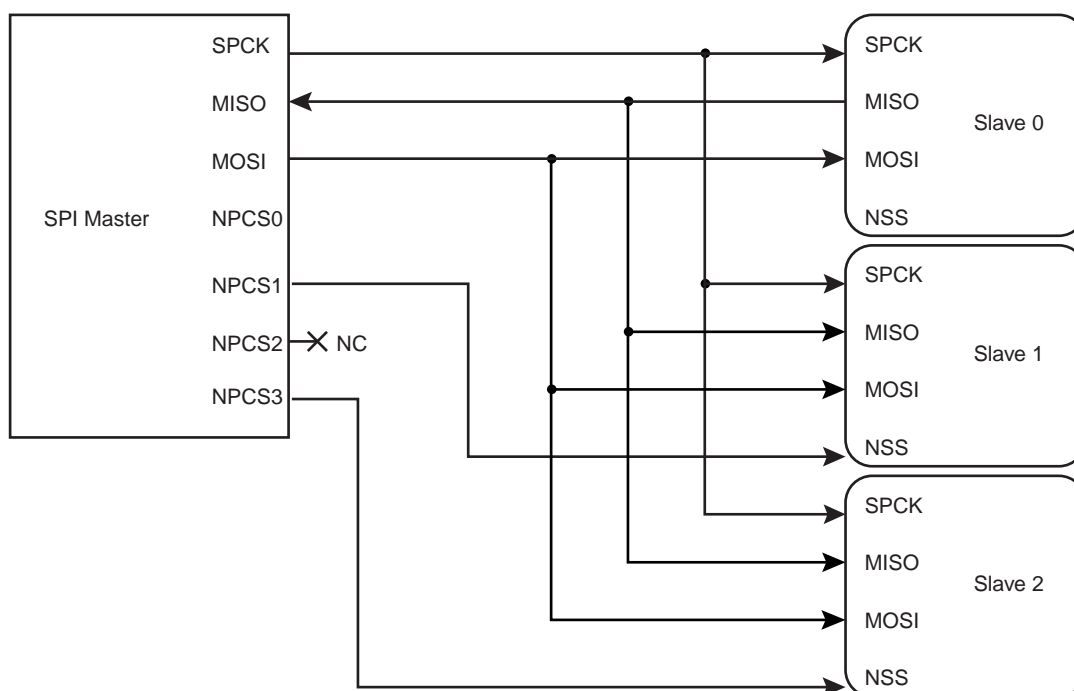 SPI Master
SPCK
MISO
MOSI
NPCS0
NPCS1
NPCS2
NC
NPCS3
SPCK
MISO
Slave 0
MOSI
NSS
SPCK
MISO
Slave 1
MOSI
NSS
SPCK
MISO
Slave 2
MOSI
NSS